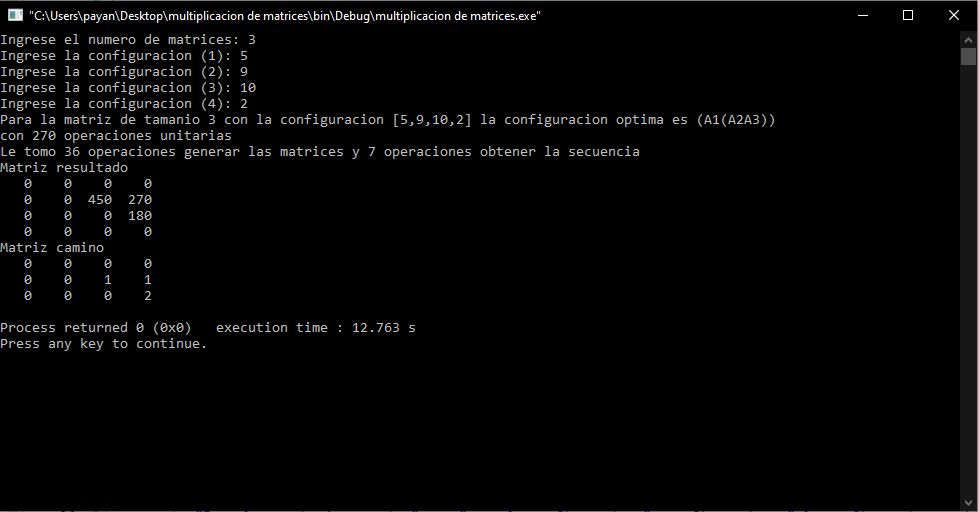 "C:\Users\payan\Desktop\multiplicacion de matrices\bin\Debug\multiplicacion de matrices.exe"
Ingrese el numero de matrices: 3
Ingrese la configuracion (1): 5
Ingrese la configuracion (2): 9
Ingrese la configuracion (3): 10
Ingrese la configuracion (4): 2
Para la matriz de tamanio 3 con la configuracion [5,9,10,2] la configuracion optima es (A1(A2A3))
con 270 operaciones unitarias
Le tomo 36 operaciones generar las matrices y 7 operaciones obtener la secuencia
Matriz resultado
   0    0    0    0
   0    0  450  270
   0    0    0  180
   0    0    0    0
Matriz camino
   0    0    0    0
   0    0    1    1
   0    0    0    2
Process returned 0 (0x0)   execution time : 12.763 s
Press any key to continue.